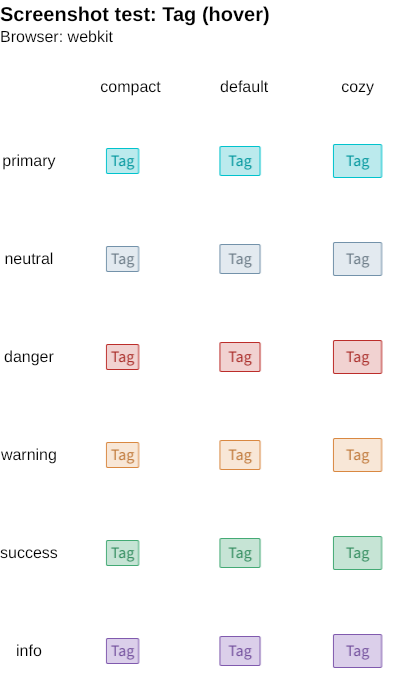 Screenshot test: Tag (hover)
Browser: webkit
compact default cozy
primary Tag Tag Tag
neutral Tag Tag Tag
danger Tag Tag Tag
warning Tag Tag Tag
success Tag Tag Tag
info Tag Tag Tag